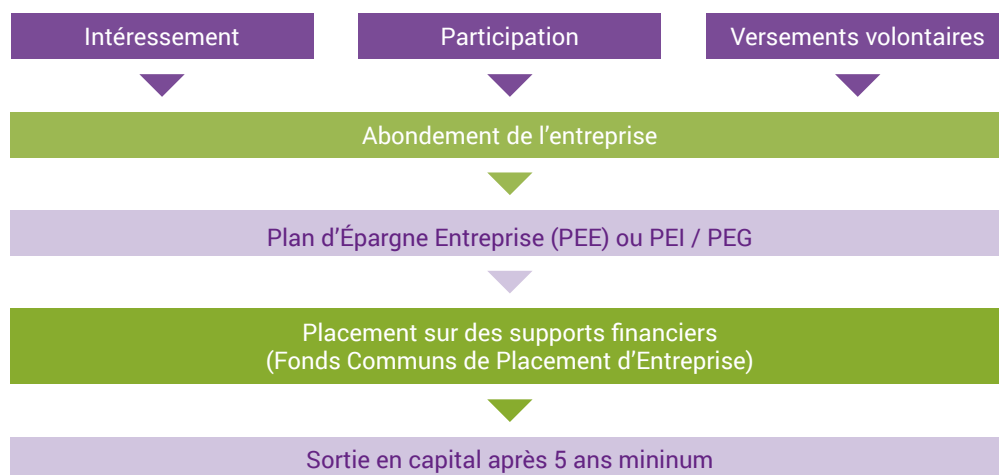 Intéressement
Participation
Versements volontaires
Abondement de l'entreprise
Plan d'Épargne Entreprise (PEE) ou PEI / PEG
Placement sur des supports financiers
(Fonds Communs de Placement d'Entreprise)
Sortie en capital après 5 ans mininum